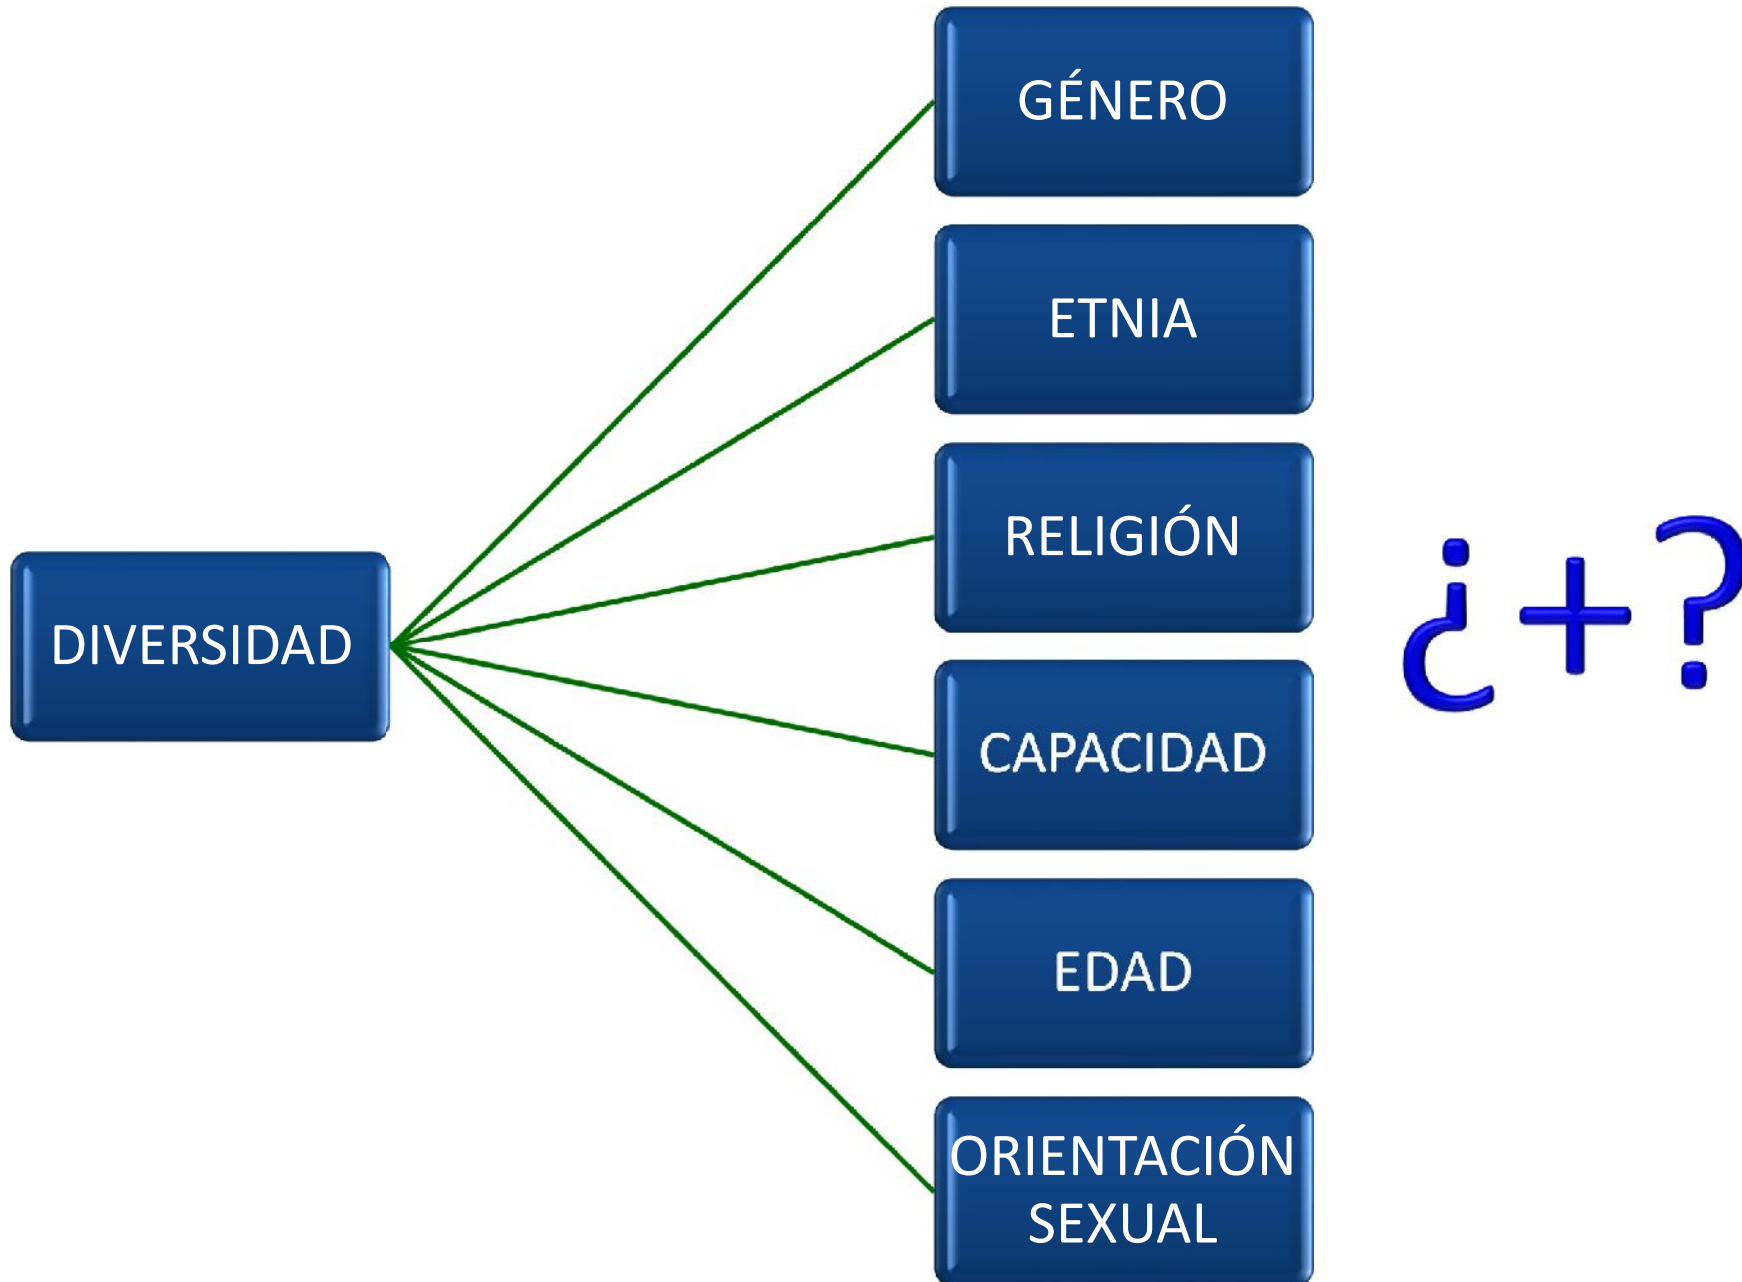 GÉNERO
ETNIA
RELIGIÓN
¿+?
DIVERSIDAD
CAPACIDAD
EDAD
ORIENTACIÓN
SEXUAL